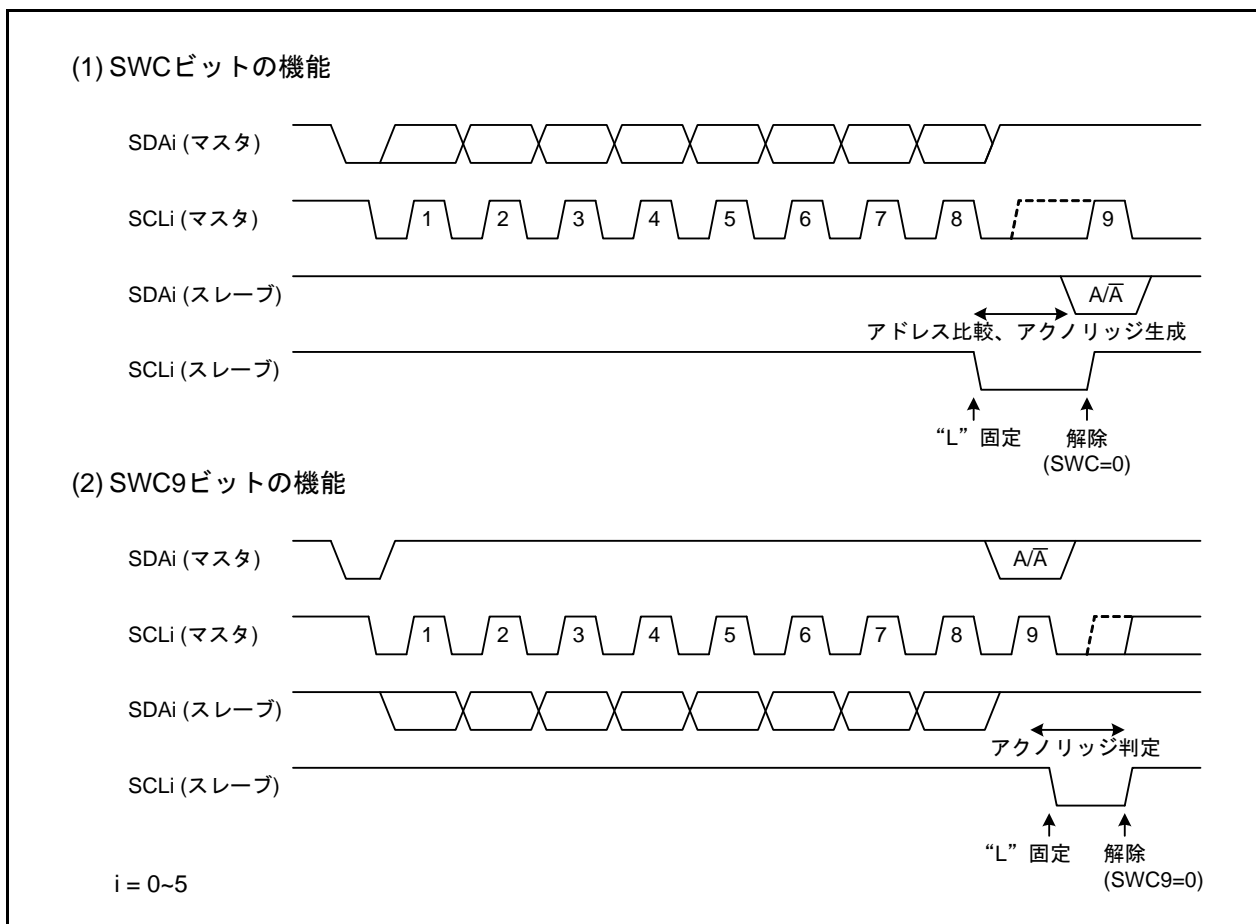 (1) SWCビットの機能
SDAi (マスタ)
SCLi (マスタ)
1 2 3 4 5 6 7 8 9
SDAi (スレーブ)
A/A̅
アドレス比較、アクノリッジ生成
SCLi (スレーブ)
“L” 固定 解除
(SWC=0)
(2) SWC9ビットの機能
SDAi (マスタ)
A/A̅
SCLi (マスタ)
1 2 3 4 5 6 7 8 9
SDAi (スレーブ)
アクノリッジ判定
SCLi (スレーブ)
“L” 固定 解除
(SWC9=0)
i = 0~5